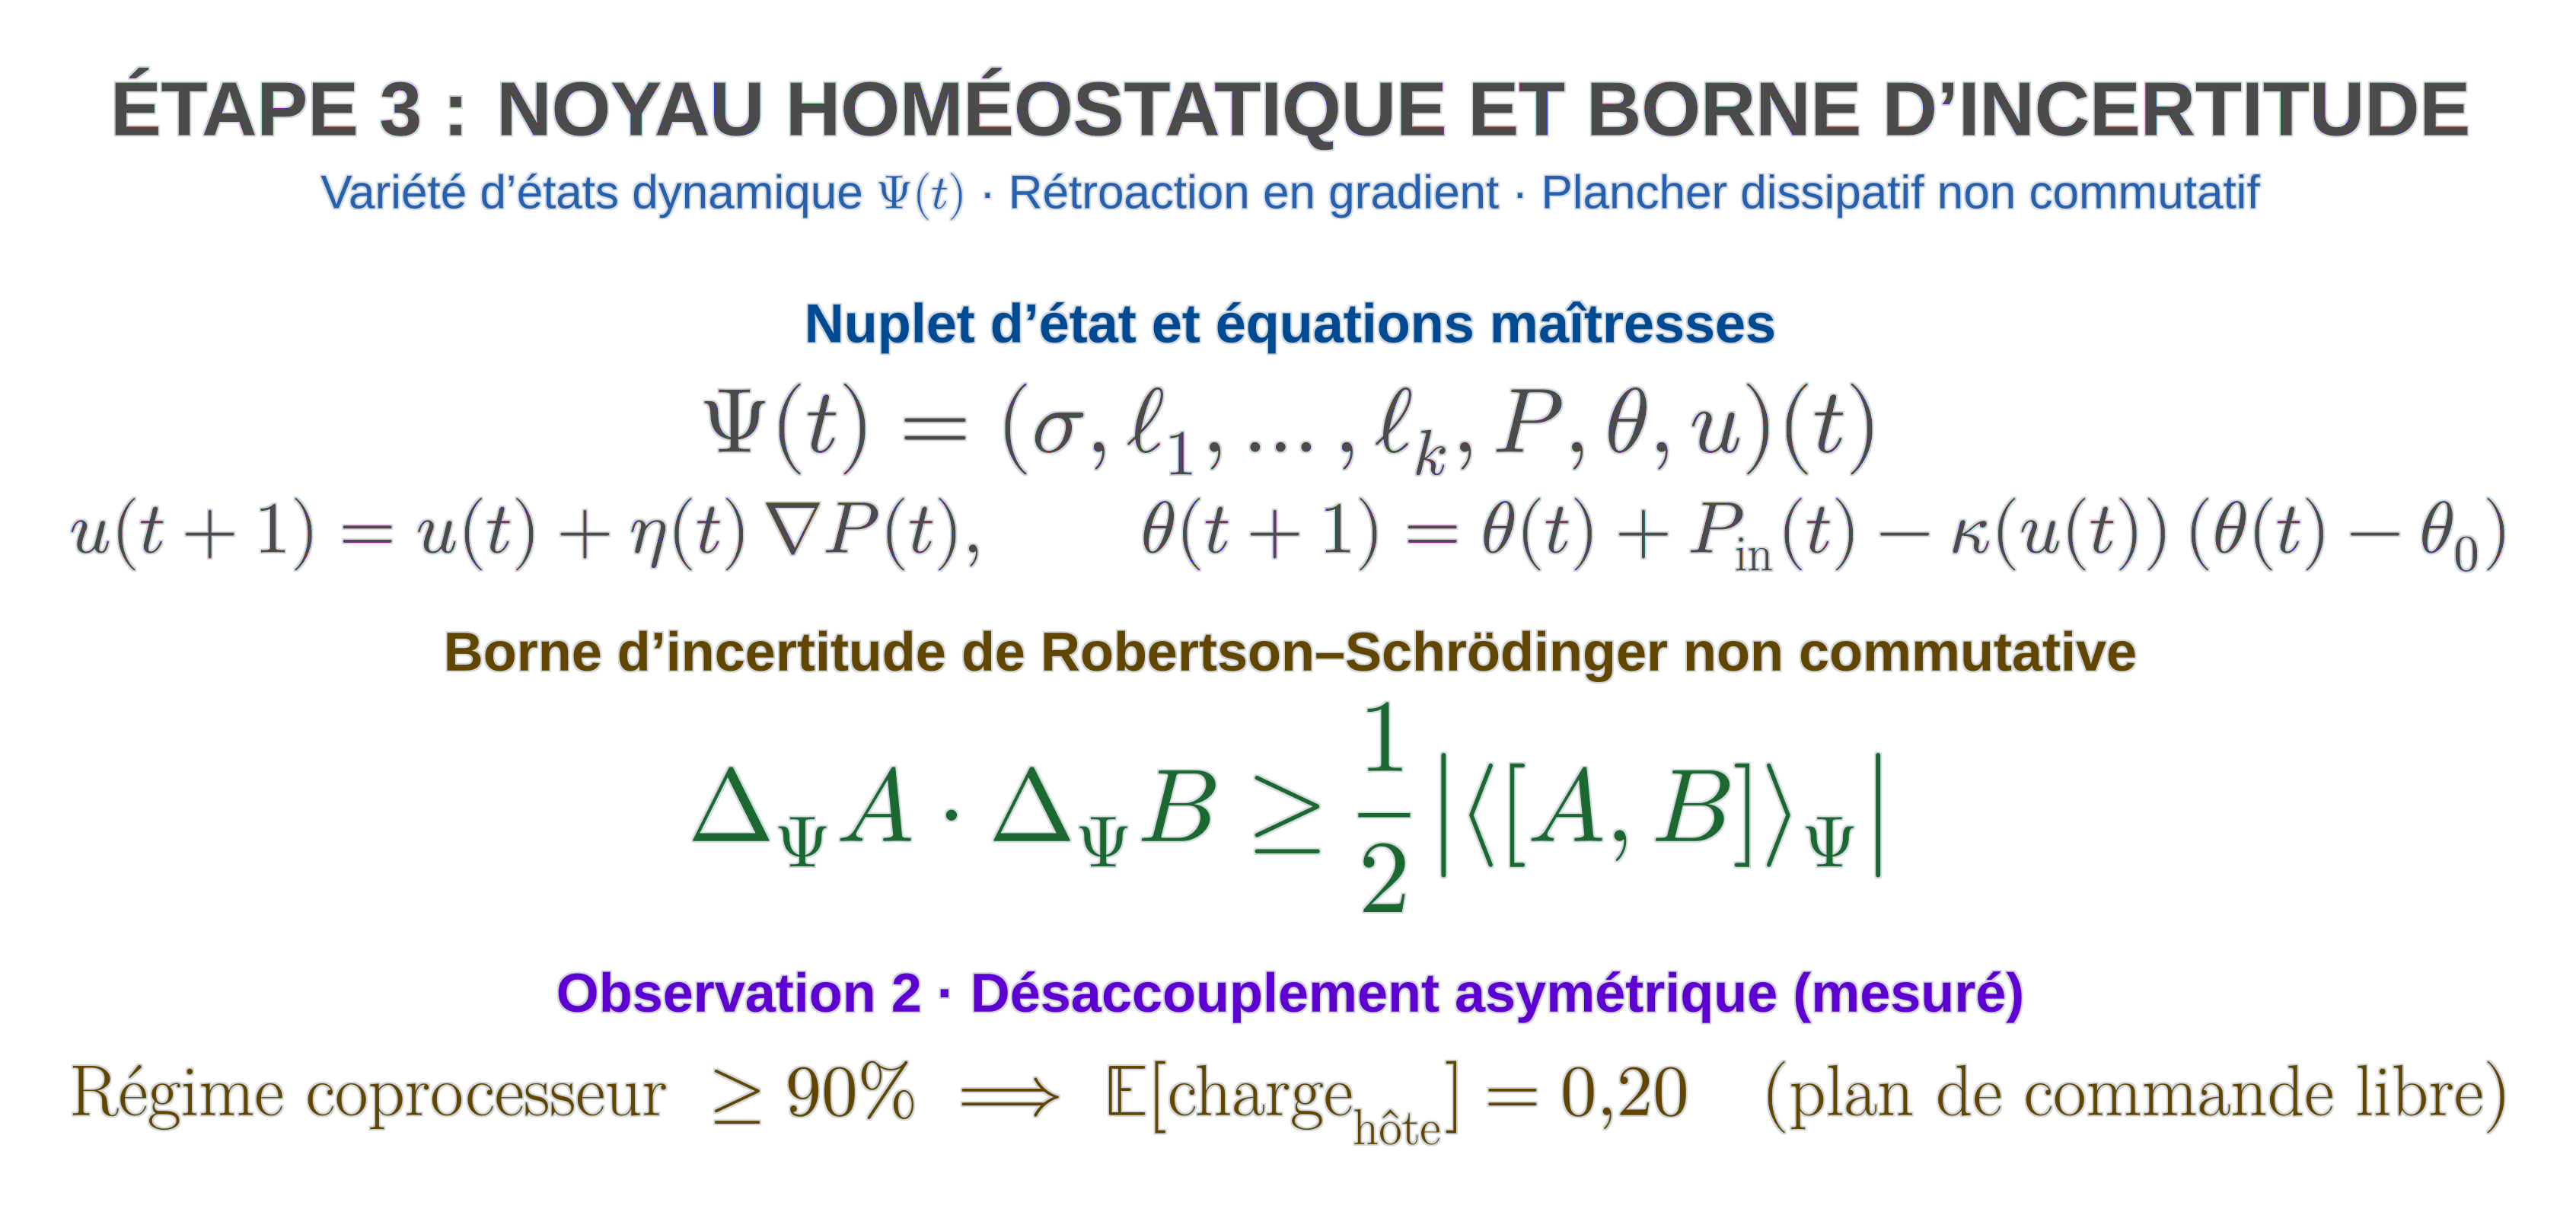 ÉTAPE 3 : NOYAU HOMÉOSTATIQUE ET BORNE D’INCERTITUDE
Variété d’états dynamique Ψ(t) · Rétroaction en gradient · Plancher dissipatif non commutatif
Nuplet d’état et équations maîtresses
Ψ(t) = (σ, ℓ₁, …, ℓₖ, P, θ, u)(t)
u(t + 1) = u(t) + η(t) ∇P(t), θ(t + 1) = θ(t) + P_in(t) − κ(u(t)) (θ(t) − θ₀)
Borne d’incertitude de Robertson–Schrödinger non commutative
Δ_Ψ A · Δ_Ψ B ≥ 1/2 |⟨[A, B]⟩_Ψ|
Observation 2 · Désaccouplement asymétrique (mesuré)
Régime coprocesseur ≥ 90% ⟹ 𝔼[charge_hôte] = 0,20 (plan de commande libre)